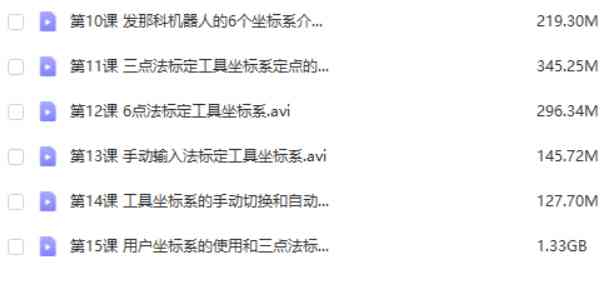 第10课 发那科机器人的6个坐标系介... 219.30M
第11课 三点法标定工具坐标系定点的... 345.25M
第12课 6点法标定工具坐标系.avi 296.34M
第13课 手动输入法标定工具坐标系.avi 145.72M
第14课 工具坐标系的手动切换和自动... 127.70M
第15课 用户坐标系的使用和三点法标... 1.33GB